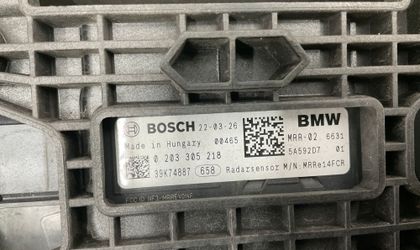 BOSCH 22-03-26 BMW
Made in Hungary 00465 MRR-02 6631
0 203 305 218 5A592D7 01
39K74887 658 Radarsensor M/N:MRRe14FCR